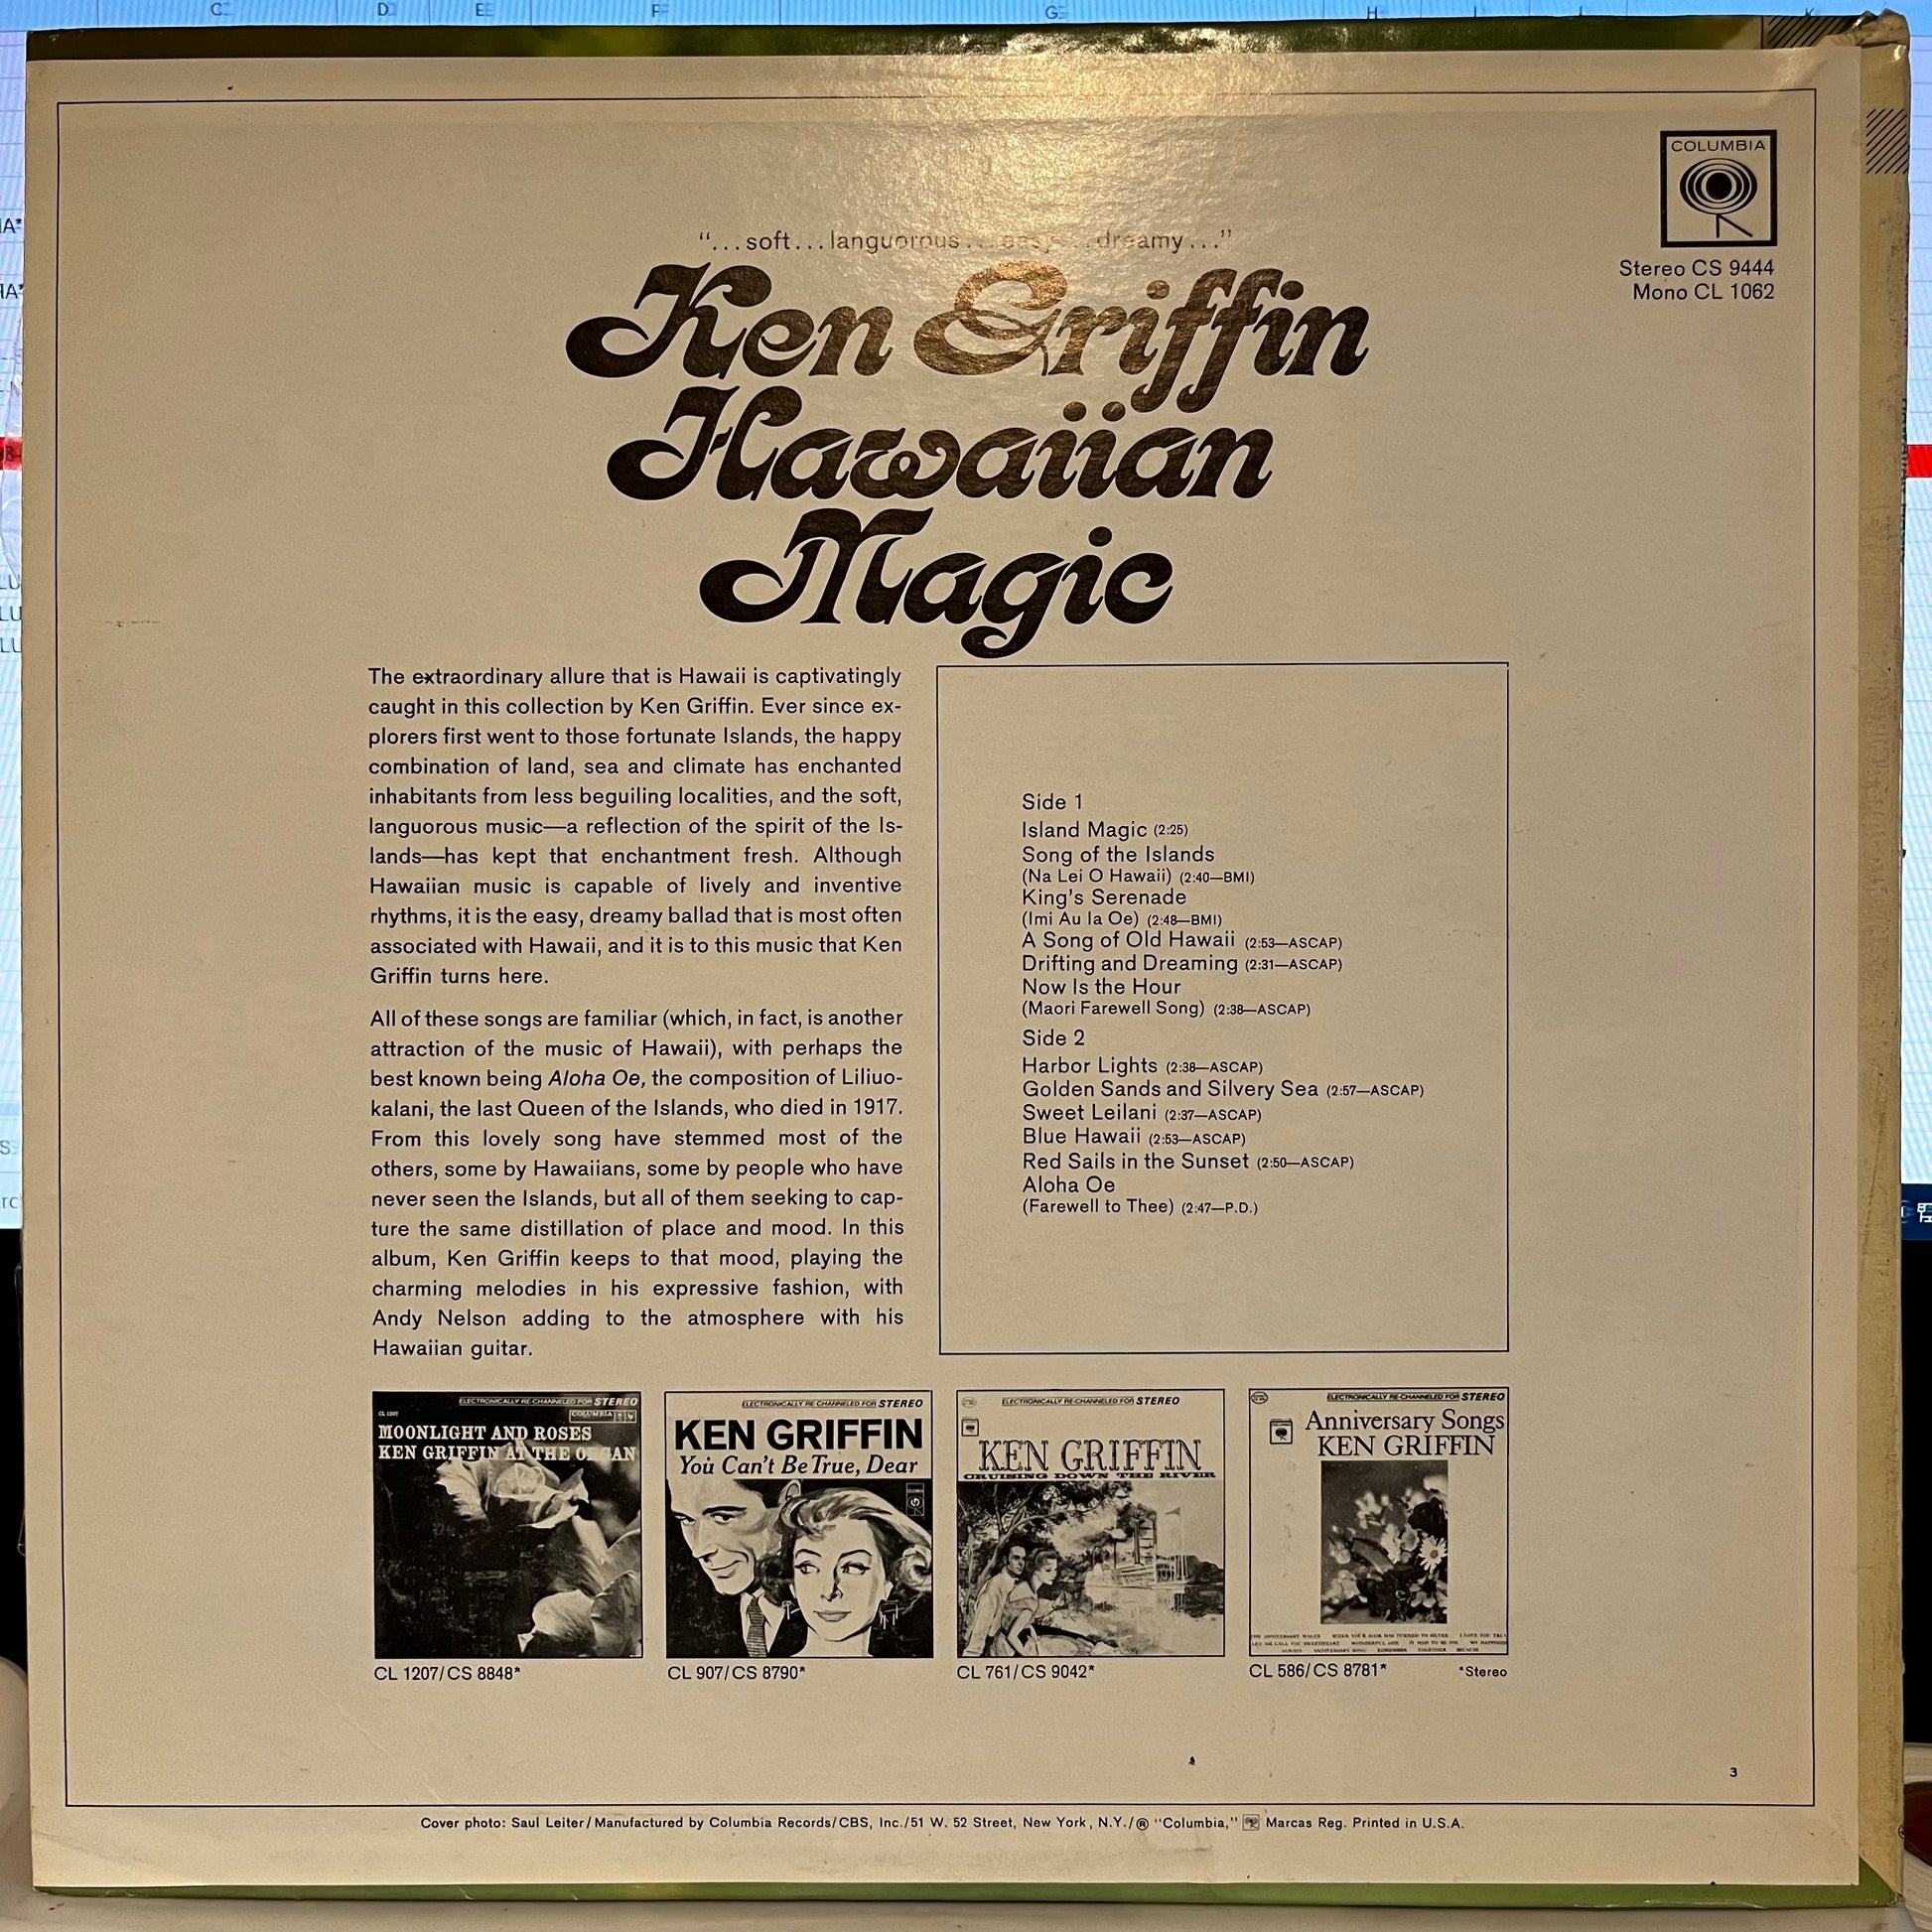 C
D
E
F
G
H
I
J
K
COLUMBIA
Stereo CS 9444
Mono CL 1062
“...soft...languorous...easy...dreamy...”
Ken Griffin
Hawaiian
Magic
The extraordinary allure that is Hawaii is captivatingly
caught in this collection by Ken Griffin. Ever since ex-
plorers first went to those fortunate Islands, the happy
combination of land, sea and climate has enchanted
inhabitants from less beguiling localities, and the soft,
languorous music—a reflection of the spirit of the Is-
lands—has kept that enchantment fresh. Although
Hawaiian music is capable of lively and inventive
rhythms, it is the easy, dreamy ballad that is most often
associated with Hawaii, and it is to this music that Ken
Griffin turns here.
All of these songs are familiar (which, in fact, is another
attraction of the music of Hawaii), with perhaps the
best known being Aloha Oe, the composition of Liliuo-
kalani, the last Queen of the Islands, who died in 1917.
From this lovely song have stemmed most of the
others, some by Hawaiians, some by people who have
never seen the Islands, but all of them seeking to cap-
ture the same distillation of place and mood. In this
album, Ken Griffin keeps to that mood, playing the
charming melodies in his expressive fashion, with
Andy Nelson adding to the atmosphere with his
Hawaiian guitar.
Side 1
Island Magic (2:25)
Song of the Islands
(Na Lei O Hawaii) (2:40—BMI)
King's Serenade
(Imi Au Ia Oe) (2:48—BMI)
A Song of Old Hawaii (2:53—ASCAP)
Drifting and Dreaming (2:31—ASCAP)
Now Is the Hour
(Maori Farewell Song) (2:38—ASCAP)
Side 2
Harbor Lights (2:38—ASCAP)
Golden Sands and Silvery Sea (2:57—ASCAP)
Sweet Leilani (2:37—ASCAP)
Blue Hawaii (2:53—ASCAP)
Red Sails in the Sunset (2:50—ASCAP)
Aloha Oe
(Farewell to Thee) (2:47—P.D.)
ELECTRONICALLY RE-CHANNELED FOR STEREO
CL 1207
COLUMBIA
MOONLIGHT AND ROSES
KEN GRIFFIN AT THE ORGAN
CL 1207/CS 8848*
ELECTRONICALLY RE-CHANNELED FOR STEREO
KEN GRIFFIN
You Can't Be True, Dear
CL 907/CS 8790*
ELECTRONICALLY RE-CHANNELED FOR STEREO
KEN GRIFFIN
CRUISING DOWN THE RIVER
CL 761/CS 9042*
ELECTRONICALLY RE-CHANNELED FOR STEREO
Anniversary Songs
KEN GRIFFIN
CL 586/CS 8781*
*Stereo
3
Cover photo: Saul Leiter/Manufactured by Columbia Records/CBS, Inc./51 W. 52 Street, New York, N.Y./® "Columbia," Marcas Reg. Printed in U.S.A.